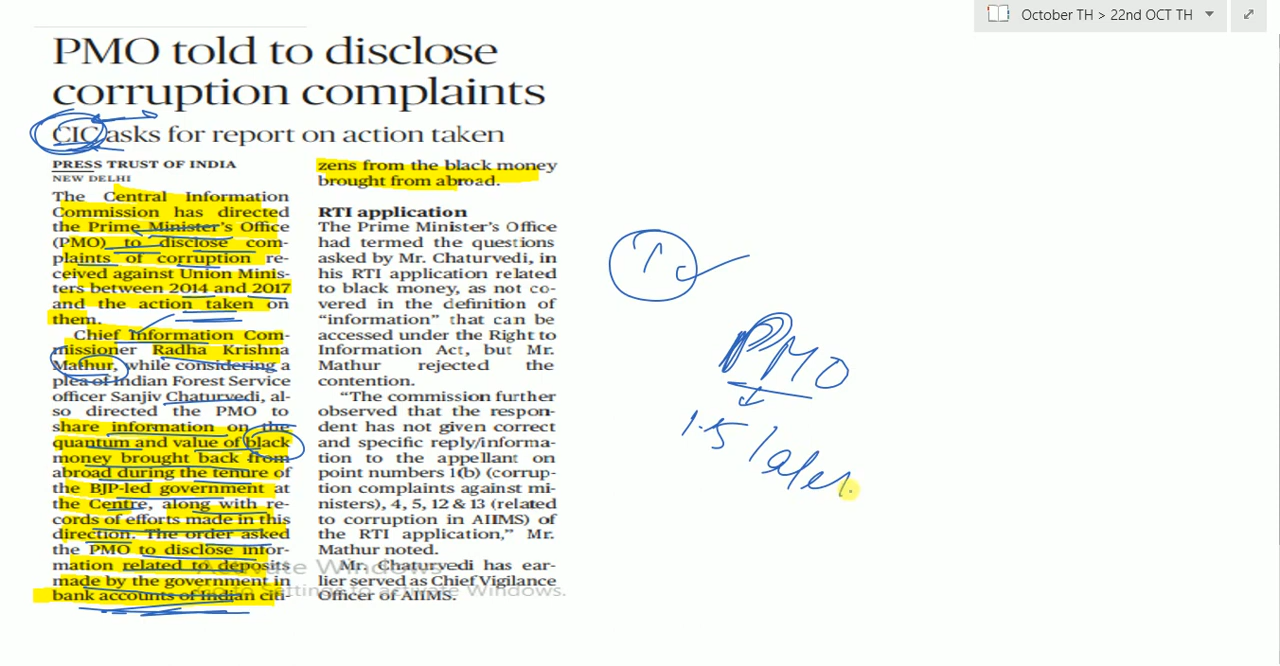 October TH > 22nd OCT TH
PMO told to disclose
corruption complaints
CIC asks for report on action taken
PRESS TRUST OF INDIA
NEW DELHI
The Central Information
Commission has directed
the Prime Minister's Office
(PMO) to disclose com-
plaints of corruption re-
ceived against Union Minis-
ters between 2014 and 2017
and the action taken on
them.
Chief Information Com-
missioner Radha Krishna
Mathur, while considering a
plea of Indian Forest Service
officer Sanjiv Chaturvedi, al-
so directed the PMO to
share information on the
quantum and value of black
money brought back from
abroad during the tenure of
the BJP-led government at
the Centre, along with re-
cords of efforts made in this
direction. The order asked
the PMO to disclose infor-
mation related to deposits
made by the government in
bank accounts of Indian citi-
zens from the black money
brought from abroad.
RTI application
The Prime Minister's Office
had termed the questions
asked by Mr. Chaturvedi, in
his RTI application related
to black money, as not co-
vered in the definition of
"information" that can be
accessed under the Right to
Information Act, but Mr.
Mathur rejected the
contention.
"The commission further
observed that the respon-
dent has not given correct
and specific reply/informa-
tion to the appellant on
point numbers 1(b) (corrup-
tion complaints against mi-
nisters), 4, 5, 12 & 13 (related
to corruption in AIIMS) of
the RTI application," Mr.
Mathur noted.
Mr. Chaturvedi has ear-
lier served as Chief Vigilance
Officer of AIIMS.
Activate Windows
Go to Settings to activate Windows.
PMO
1.5